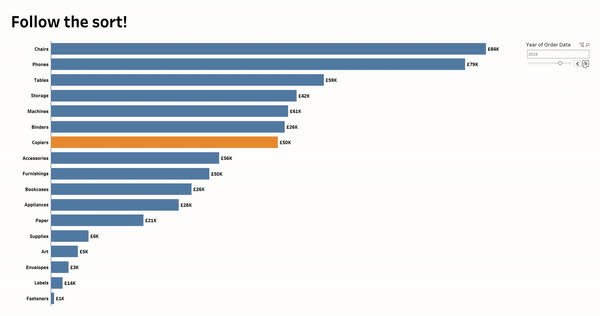 Follow the sort!
Year of Order Date
Chairs £84K
Phones £79K
Tables £59K
Storage £42K
Machines £61K
Binders £26K
Copiers £50K
Accessories £56K
Furnishings £30K
Bookcases £26K
Appliances £28K
Paper £21K
Supplies £6K
Art £5K
Envelopes £3K
Labels £14K
Fasteners £1K